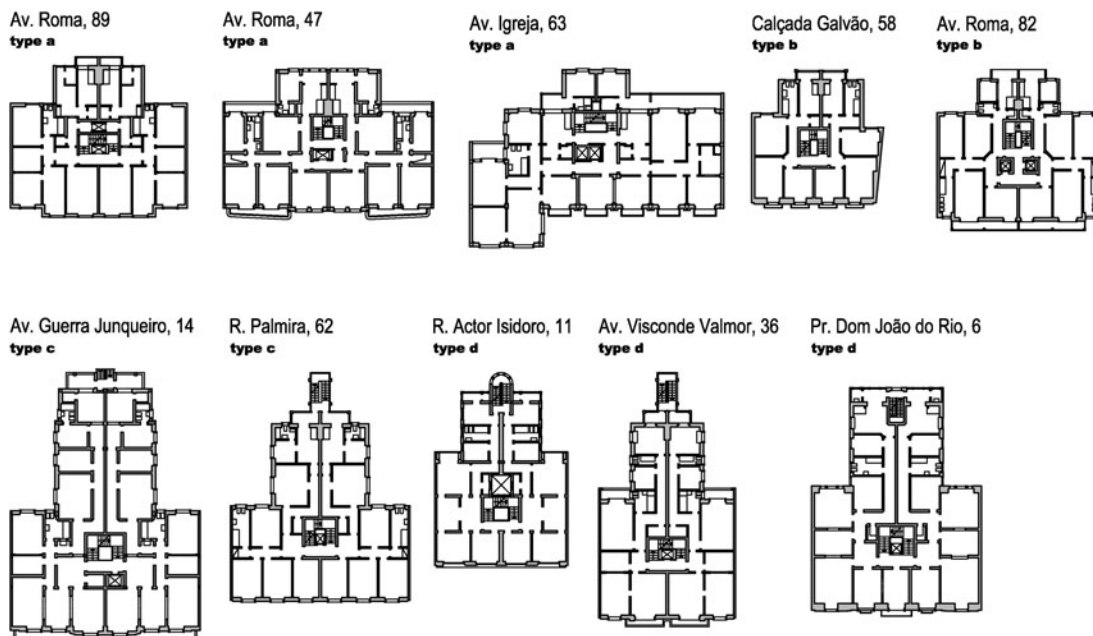 Av. Roma, 89
type a
Av. Roma, 47
type a
Av. Igreja, 63
type a
Calçada Galvão, 58
type b
Av. Roma, 82
type b
Av. Guerra Junqueiro, 14
type c
R. Palmira, 62
type c
R. Actor Isidoro, 11
type d
Av. Visconde Valmor, 36
type d
Pr. Dom João do Rio, 6
type d